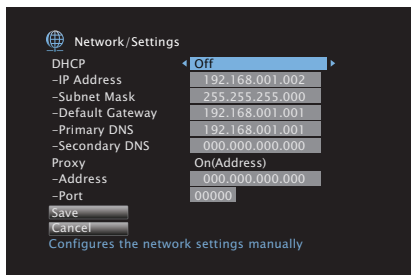 Network/Settings
DHCP Off
–IP Address 192.168.001.002
–Subnet Mask 255.255.255.000
–Default Gateway 192.168.001.001
–Primary DNS 192.168.001.001
–Secondary DNS 000.000.000.000
Proxy On(Address)
–Address 000.000.000.000
–Port 00000
Save
Cancel
Configures the network settings manually